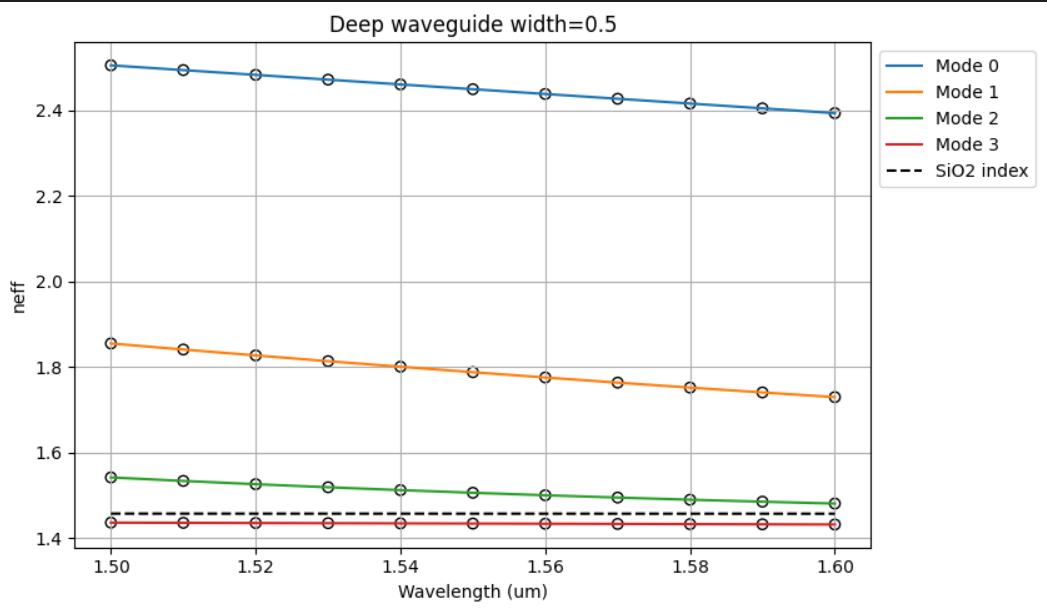 Deep waveguide width=0.5
neff
2.4
2.2
2.0
1.8
1.6
1.4
1.50
1.52
1.54
1.56
1.58
1.60
Wavelength (um)
Mode 0
Mode 1
Mode 2
Mode 3
SiO2 index